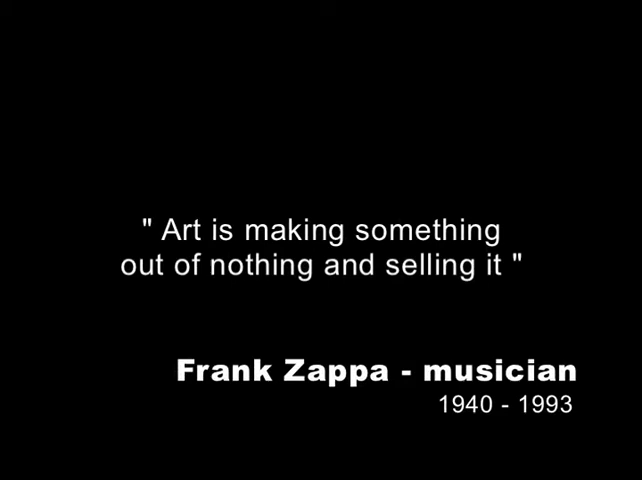 " Art is making something
out of nothing and selling it "
Frank Zappa - musician
1940 - 1993